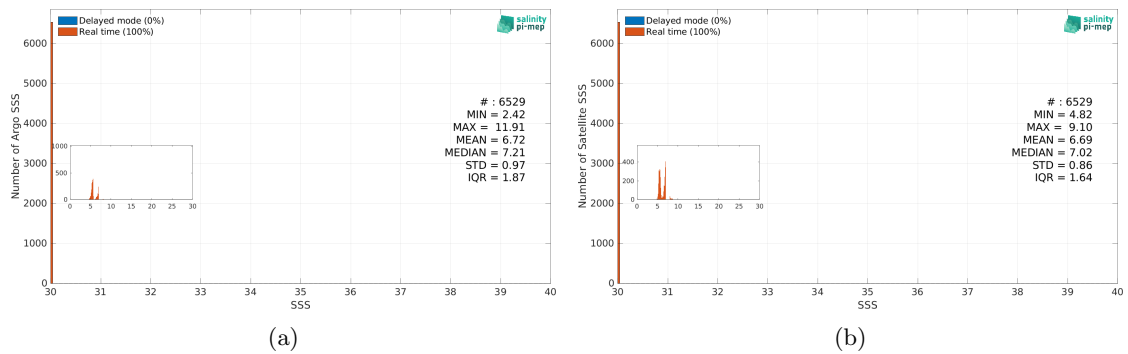 Delayed mode (0%)
Real time (100%)
salinity
pi-mep
6000
5000
4000
3000
2000
1000
0
Number of Argo SSS
# : 6529
MIN = 2.42
MAX = 11.91
MEAN = 6.72
MEDIAN = 7.21
STD = 0.97
IQR = 1.87
1000
500
0
0 5 10 15 20 25 30
30 31 32 33 34 35 36 37 38 39 40
SSS
(a)
Delayed mode (0%)
Real time (100%)
salinity
pi-mep
6000
5000
4000
3000
2000
1000
0
Number of Satellite SSS
# : 6529
MIN = 4.82
MAX = 9.10
MEAN = 6.69
MEDIAN = 7.02
STD = 0.86
IQR = 1.64
400
200
0
0 5 10 15 20 25 30
30 31 32 33 34 35 36 37 38 39 40
SSS
(b)